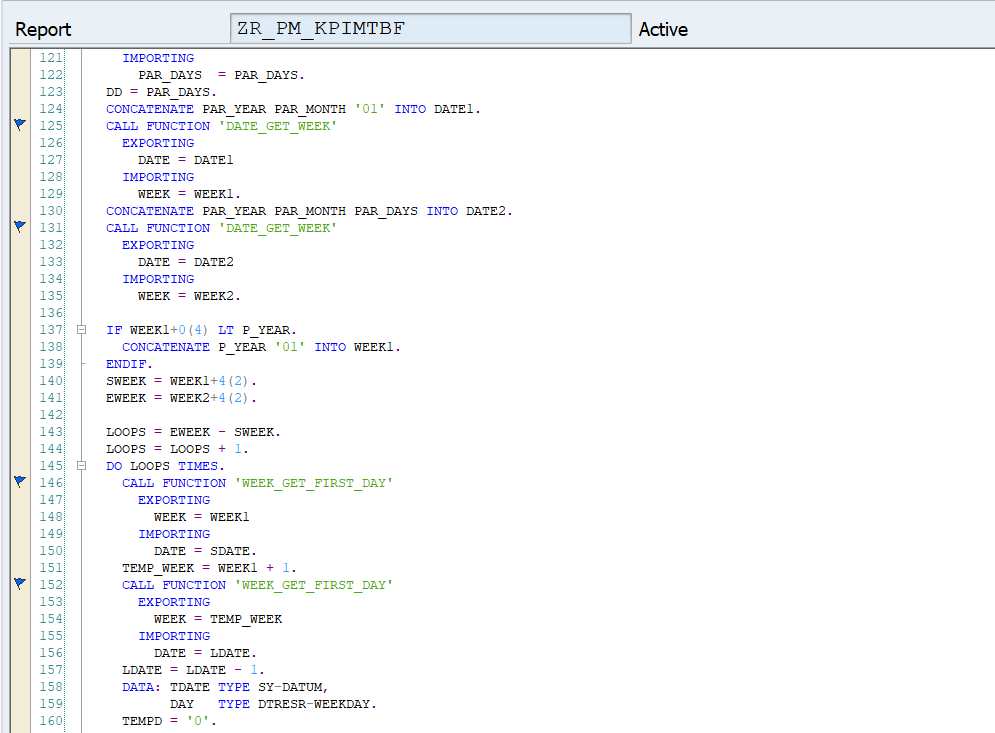 Report ZR_PM_KPIMTBF Active
121 IMPORTING
122 PAR_DAYS = PAR_DAYS.
123 DD = PAR_DAYS.
124 CONCATENATE PAR_YEAR PAR_MONTH '01' INTO DATE1.
125 CALL FUNCTION 'DATE_GET_WEEK'
126 EXPORTING
127 DATE = DATE1
128 IMPORTING
129 WEEK = WEEK1.
130 CONCATENATE PAR_YEAR PAR_MONTH PAR_DAYS INTO DATE2.
131 CALL FUNCTION 'DATE_GET_WEEK'
132 EXPORTING
133 DATE = DATE2
134 IMPORTING
135 WEEK = WEEK2.
136
137 IF WEEK1+0(4) LT P_YEAR.
138 CONCATENATE P_YEAR '01' INTO WEEK1.
139 ENDIF.
140 SWEEK = WEEK1+4(2).
141 EWEEK = WEEK2+4(2).
142
143 LOOPS = EWEEK - SWEEK.
144 LOOPS = LOOPS + 1.
145 DO LOOPS TIMES.
146 CALL FUNCTION 'WEEK_GET_FIRST_DAY'
147 EXPORTING
148 WEEK = WEEK1
149 IMPORTING
150 DATE = SDATE.
151 TEMP_WEEK = WEEK1 + 1.
152 CALL FUNCTION 'WEEK_GET_FIRST_DAY'
153 EXPORTING
154 WEEK = TEMP_WEEK
155 IMPORTING
156 DATE = LDATE.
157 LDATE = LDATE - 1.
158 DATA: TDATE TYPE SY-DATUM,
159 DAY TYPE DTRESR-WEEKDAY.
160 TEMPD = '0'.